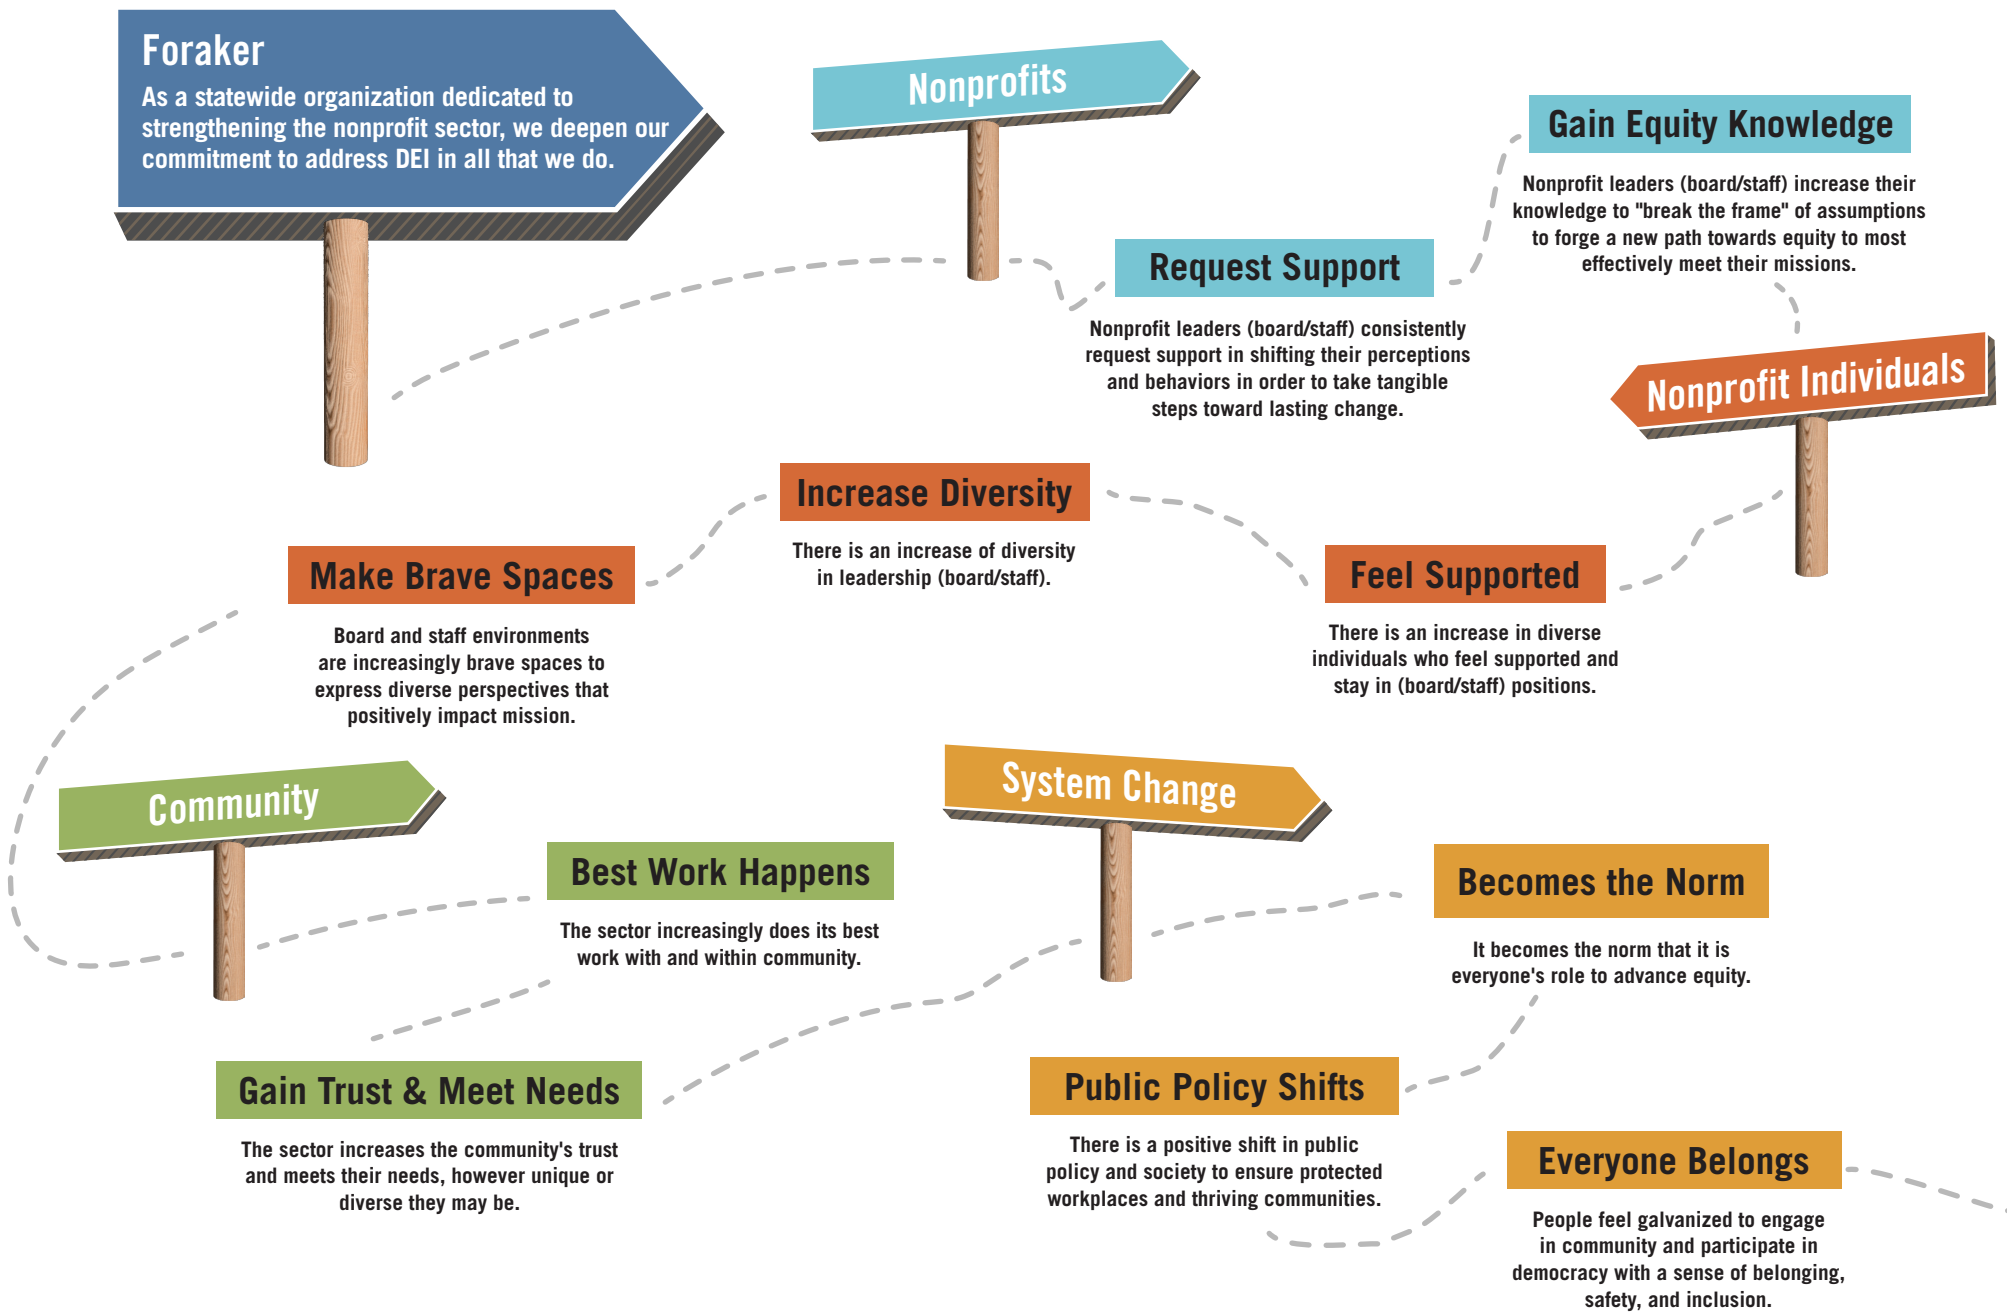 Foraker
As a statewide organization dedicated to
strengthening the nonprofit sector, we deepen our
commitment to address DEI in all that we do.
Nonprofits
Request Support
Nonprofit leaders (board/staff) consistently
request support in shifting their perceptions
and behaviors in order to take tangible
steps toward lasting change.
Gain Equity Knowledge
Nonprofit leaders (board/staff) increase their
knowledge to "break the frame" of assumptions
to forge a new path towards equity to most
effectively meet their missions.
Nonprofit Individuals
Feel Supported
There is an increase in diverse
individuals who feel supported and
stay in (board/staff) positions.
Increase Diversity
There is an increase of diversity
in leadership (board/staff).
Make Brave Spaces
Board and staff environments
are increasingly brave spaces to
express diverse perspectives that
positively impact mission.
Community
Best Work Happens
The sector increasingly does its best
work with and within community.
Gain Trust & Meet Needs
The sector increases the community's trust
and meets their needs, however unique or
diverse they may be.
System Change
Becomes the Norm
It becomes the norm that it is
everyone's role to advance equity.
Public Policy Shifts
There is a positive shift in public
policy and society to ensure protected
workplaces and thriving communities.
Everyone Belongs
People feel galvanized to engage
in community and participate in
democracy with a sense of belonging,
safety, and inclusion.